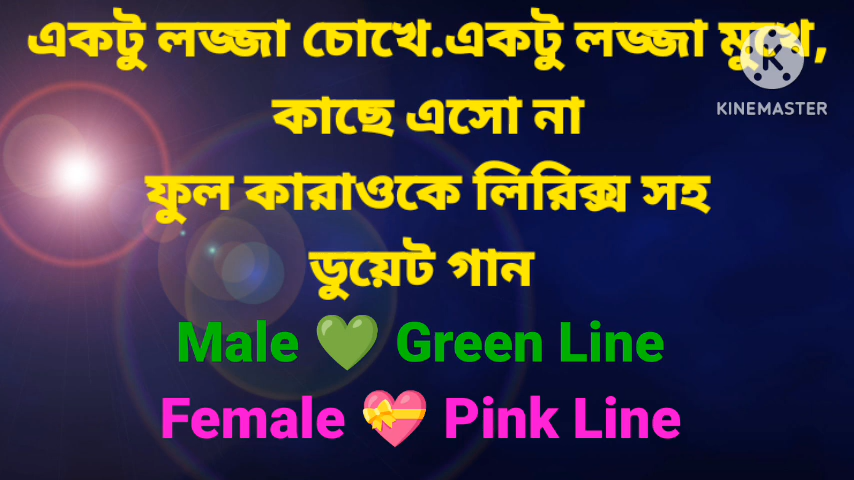 একটু লজ্জা চোখে.একটু লজ্জা মুখে,
KINEMASTER
কাছে এসো না
ফুল কারাওকে লিরিক্স সহ
ডুয়েট গান
Male 💚 Green Line
Female 💝 Pink Line